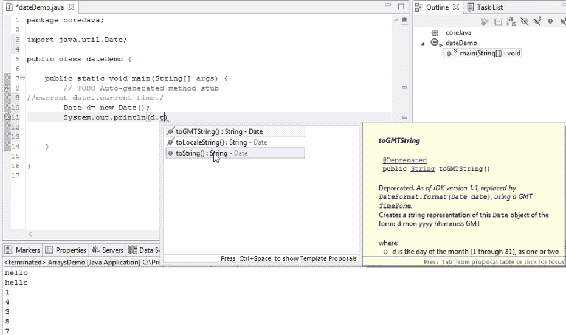 *dateDemo.java
1 package coreJava;
2
3 import java.util.Date;
4
5 public class dateDemo {
6
7 public static void main(String[] args) {
8 // TODO Auto-generated method stub
9 //current date..current time./
10 Date d= new Date();
11 System.out.println(d.t
12
13
14 }
15
16 }
17
toGMTString() : String - Date
toLocaleString() : String - Date
toString() : String - Date
Press 'Ctrl+Space' to show Template Proposals
toGMTString
@Deprecated
public String toGMTString()
Deprecated. As of JDK version 1.1, replaced by
DateFormat.format(Date date), using a GMT
TimeZone.
Creates a string representation of this Date object of the
form: d mon yyyy hh:mm:ss GMT
where:
d is the day of the month (1 through 31), as one or two
Press 'Tab' from proposal table or click for focus
Outline
Task List
coreJava
dateDemo
main(String[]) : void
Markers Properties Servers Data S
<terminated> ArraysDemo [Java Application] C:\Pro
hello
hello
1
4
3
5
7